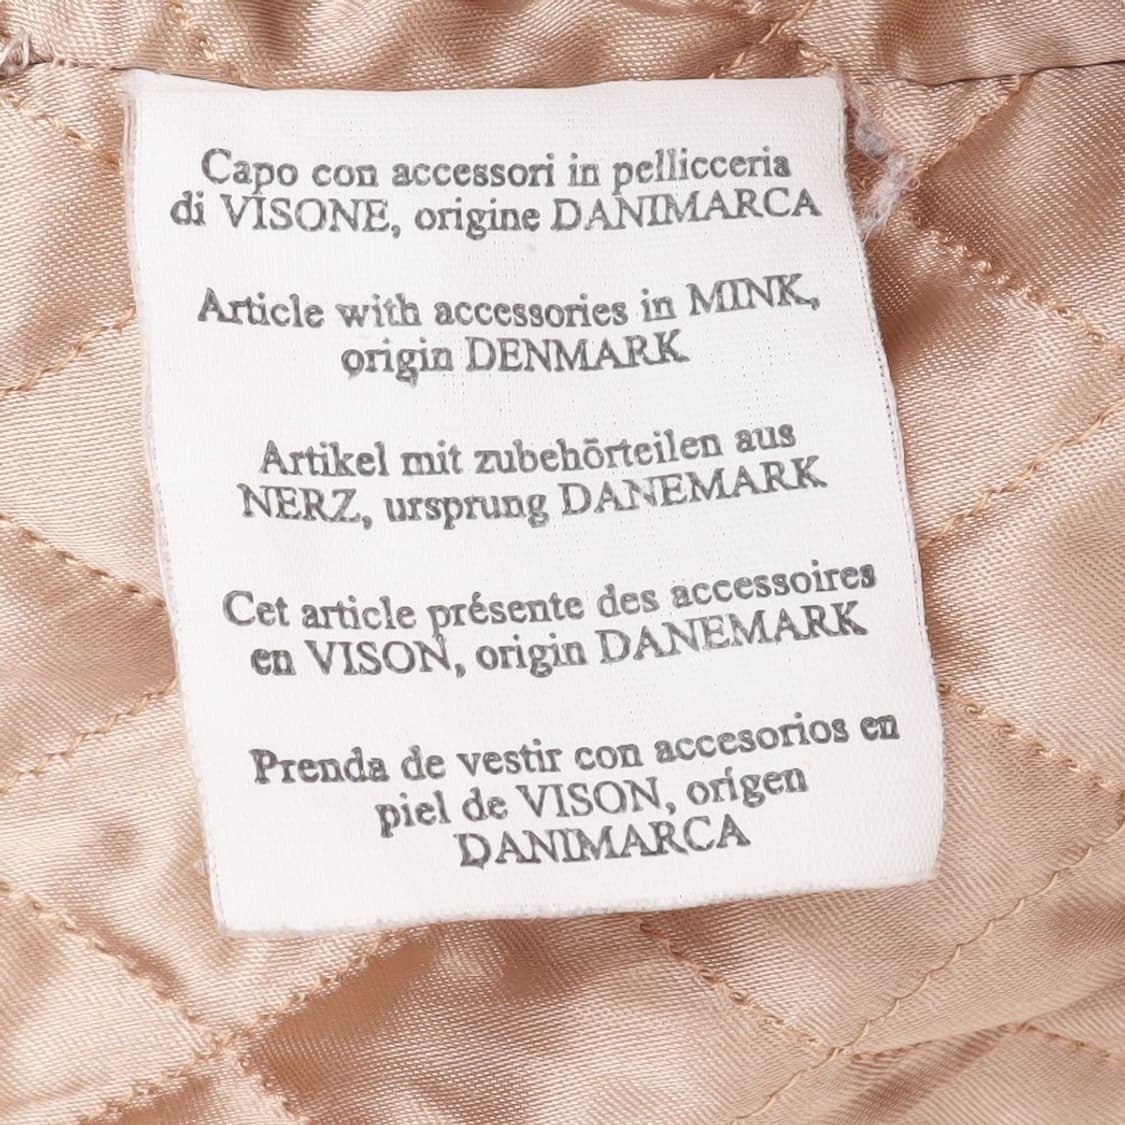 Capo con accessori in pellicceria
di VISONE, origine DANIMARCA
Article with accessories in MINK,
origin DENMARK
Artikel mit zubehörteilen aus
NERZ, ursprung DANEMARK
Cet article présente des accessoires
en VISON, origin DANEMARK
Prenda de vestir con accesorios en
piel de VISON, orígen
DANIMARCA